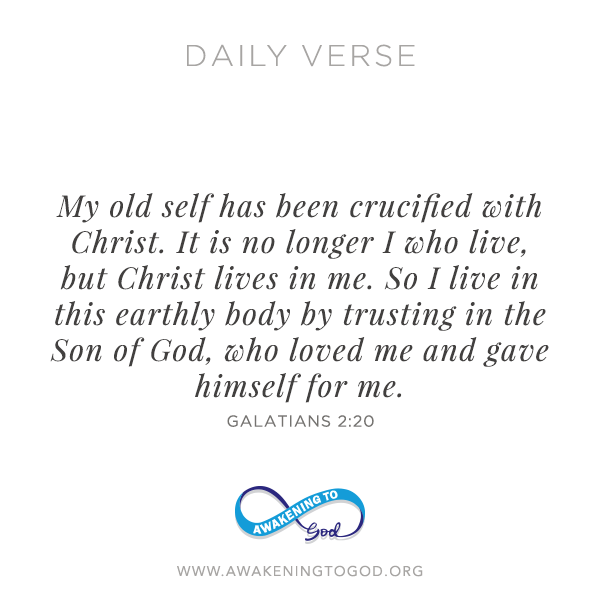 DAILY VERSE
My old self has been crucified with
Christ. It is no longer I who live,
but Christ lives in me. So I live in
this earthly body by trusting in the
Son of God, who loved me and gave
himself for me.
GALATIANS 2:20
AWAKENING TO
God
WWW.AWAKENINGTOGOD.ORG